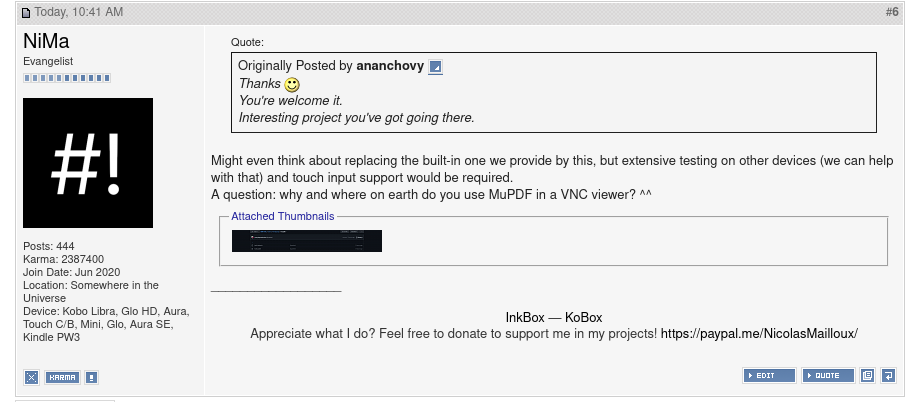 Today, 10:41 AM
#6
NiMa
Evangelist
#!
Posts: 444
Karma: 2387400
Join Date: Jun 2020
Location: Somewhere in the
Universe
Device: Kobo Libra, Glo HD, Aura,
Touch C/B, Mini, Glo, Aura SE,
Kindle PW3
KARMA
!
Quote:
Originally Posted by ananchovy
Thanks
You're welcome it.
Interesting project you've got going there.
Might even think about replacing the built-in one we provide by this, but extensive testing on other devices (we can help
with that) and touch input support would be required.
A question: why and where on earth do you use MuPDF in a VNC viewer? ^^
Attached Thumbnails
____________________
InkBox — KoBox
Appreciate what I do? Feel free to donate to support me in my projects! https://paypal.me/NicolasMailloux/
EDIT
QUOTE